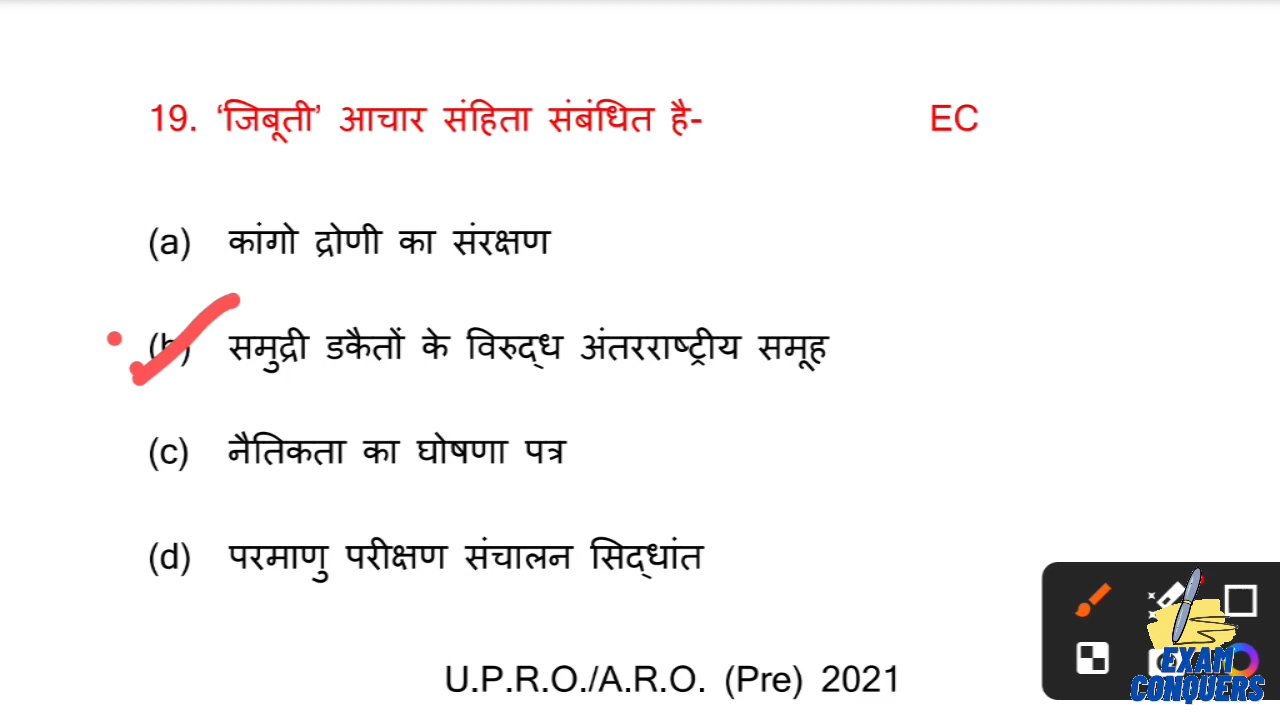 19. ‘जिबूती’ आचार संहिता संबंधित है- EC
(a) कांगो द्रोणी का संरक्षण
(b) समुद्री डकैतों के विरुद्ध अंतरराष्ट्रीय समूह
(c) नैतिकता का घोषणा पत्र
(d) परमाणु परीक्षण संचालन सिद्धांत
U.P.R.O./A.R.O. (Pre) 2021
EXAM
CONQUERS